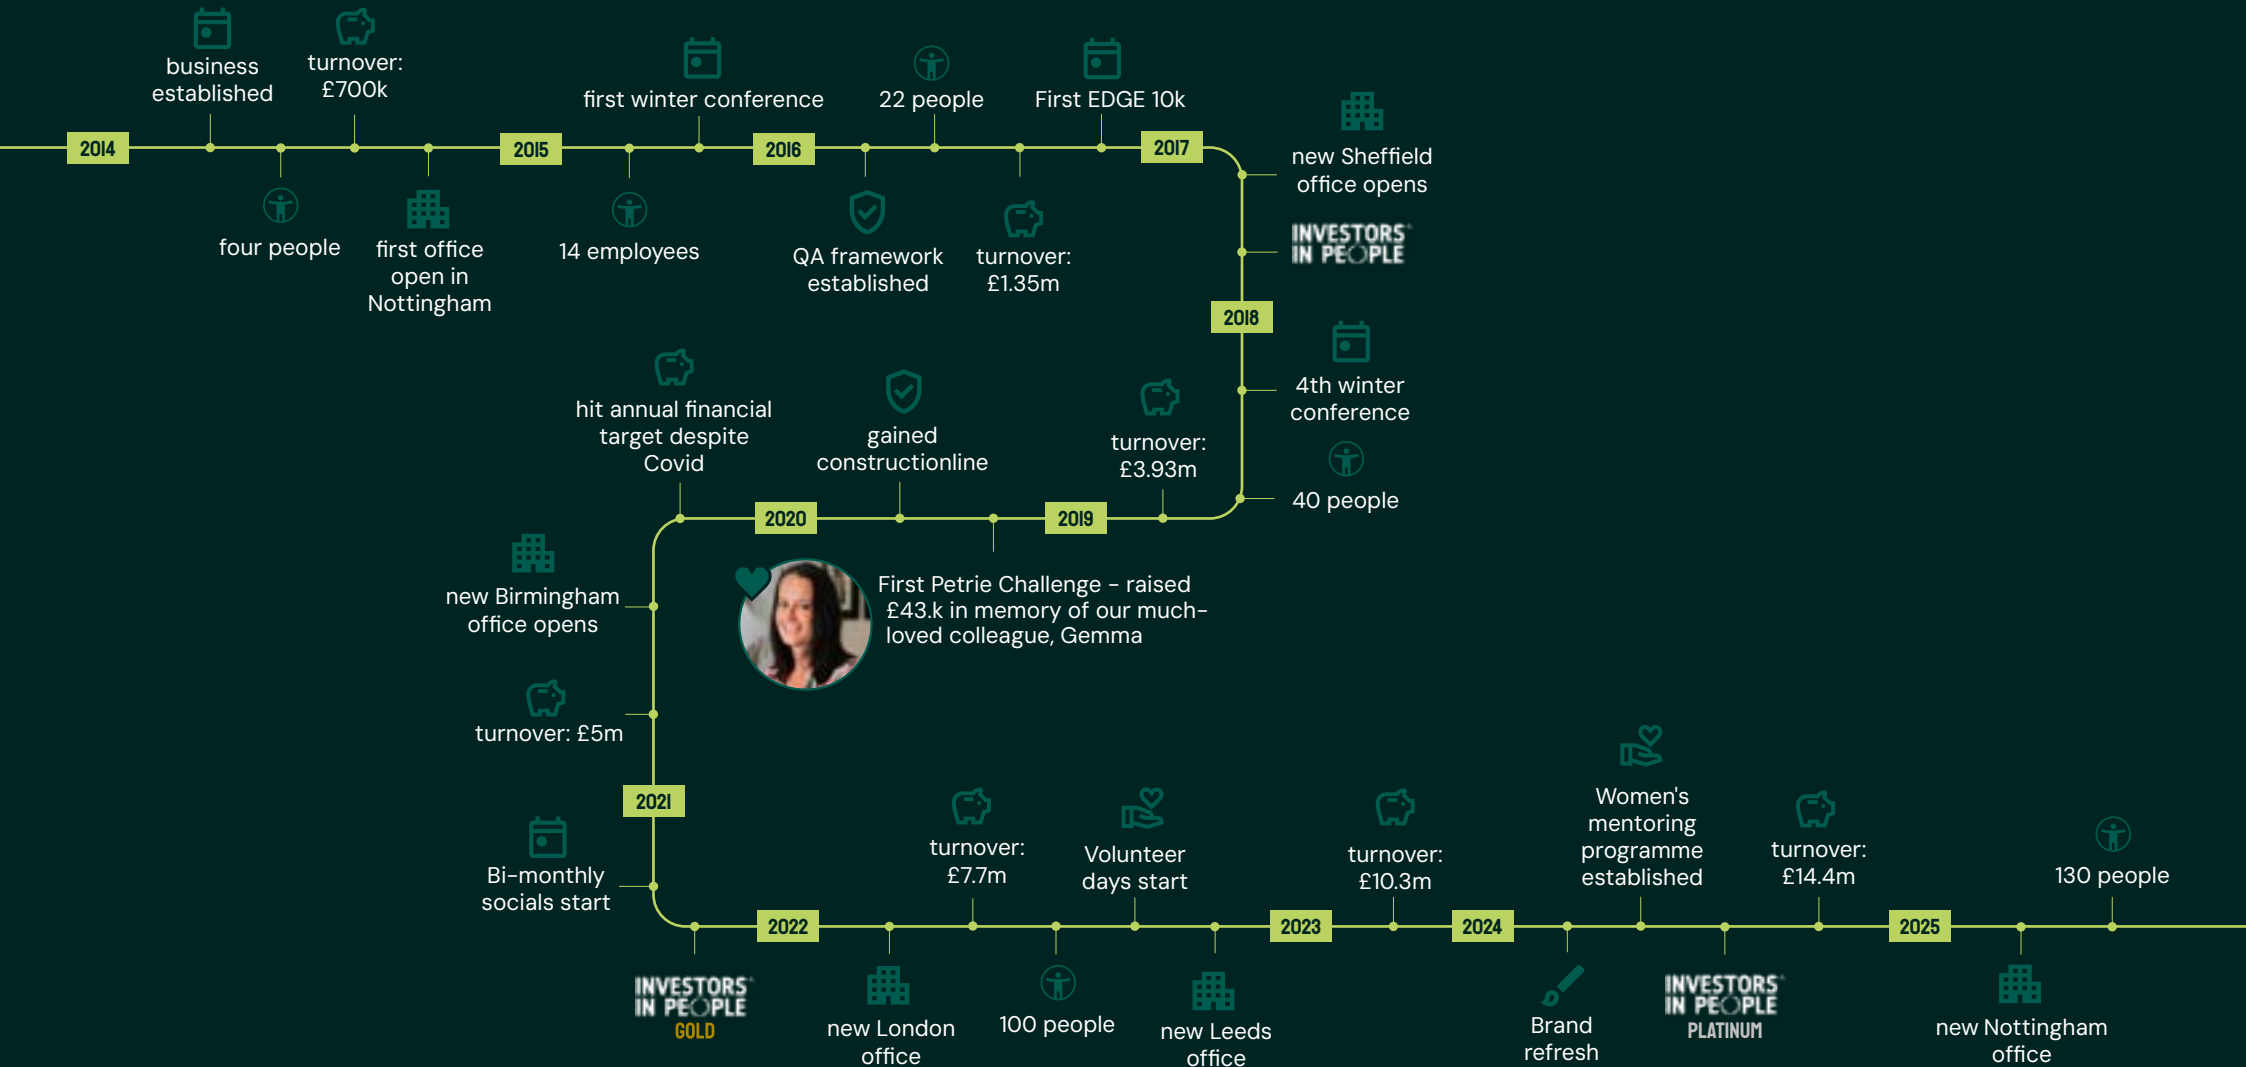 2014
business
established
four people
turnover:
£700k
first office
open in
Nottingham
2015
14 employees
first winter conference
2016
QA framework
established
22 people
turnover:
£1.35m
First EDGE 10k
2017
new Sheffield
office opens
INVESTORS
IN PEOPLE
2018
4th winter
conference
40 people
turnover:
£3.93m
2019
First Petrie Challenge - raised
£43.k in memory of our much-
loved colleague, Gemma
gained
constructionline
2020
hit annual financial
target despite
Covid
new Birmingham
office opens
turnover: £5m
2021
Bi-monthly
socials start
INVESTORS
IN PEOPLE
GOLD
2022
new London
office
turnover:
£7.7m
100 people
Volunteer
days start
new Leeds
office
2023
turnover:
£10.3m
2024
Brand
refresh
Women's
mentoring
programme
established
INVESTORS
IN PEOPLE
PLATINUM
turnover:
£14.4m
2025
new Nottingham
office
130 people